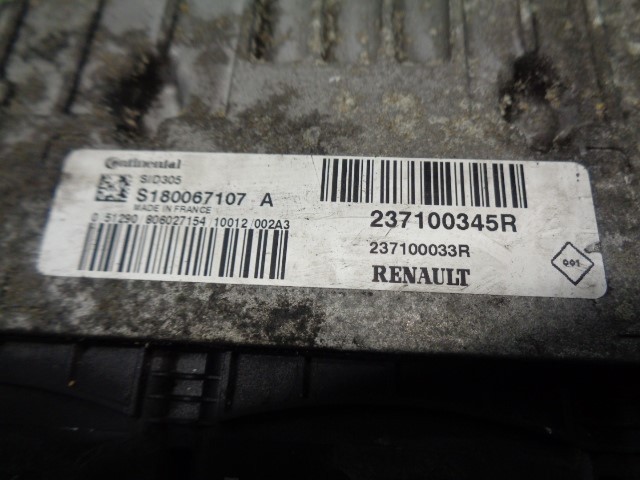 Continental
SID305
S180067107 A
MADE IN FRANCE
0 51290 806027154 10012 002A3
237100345R
237100033R
RENAULT
001